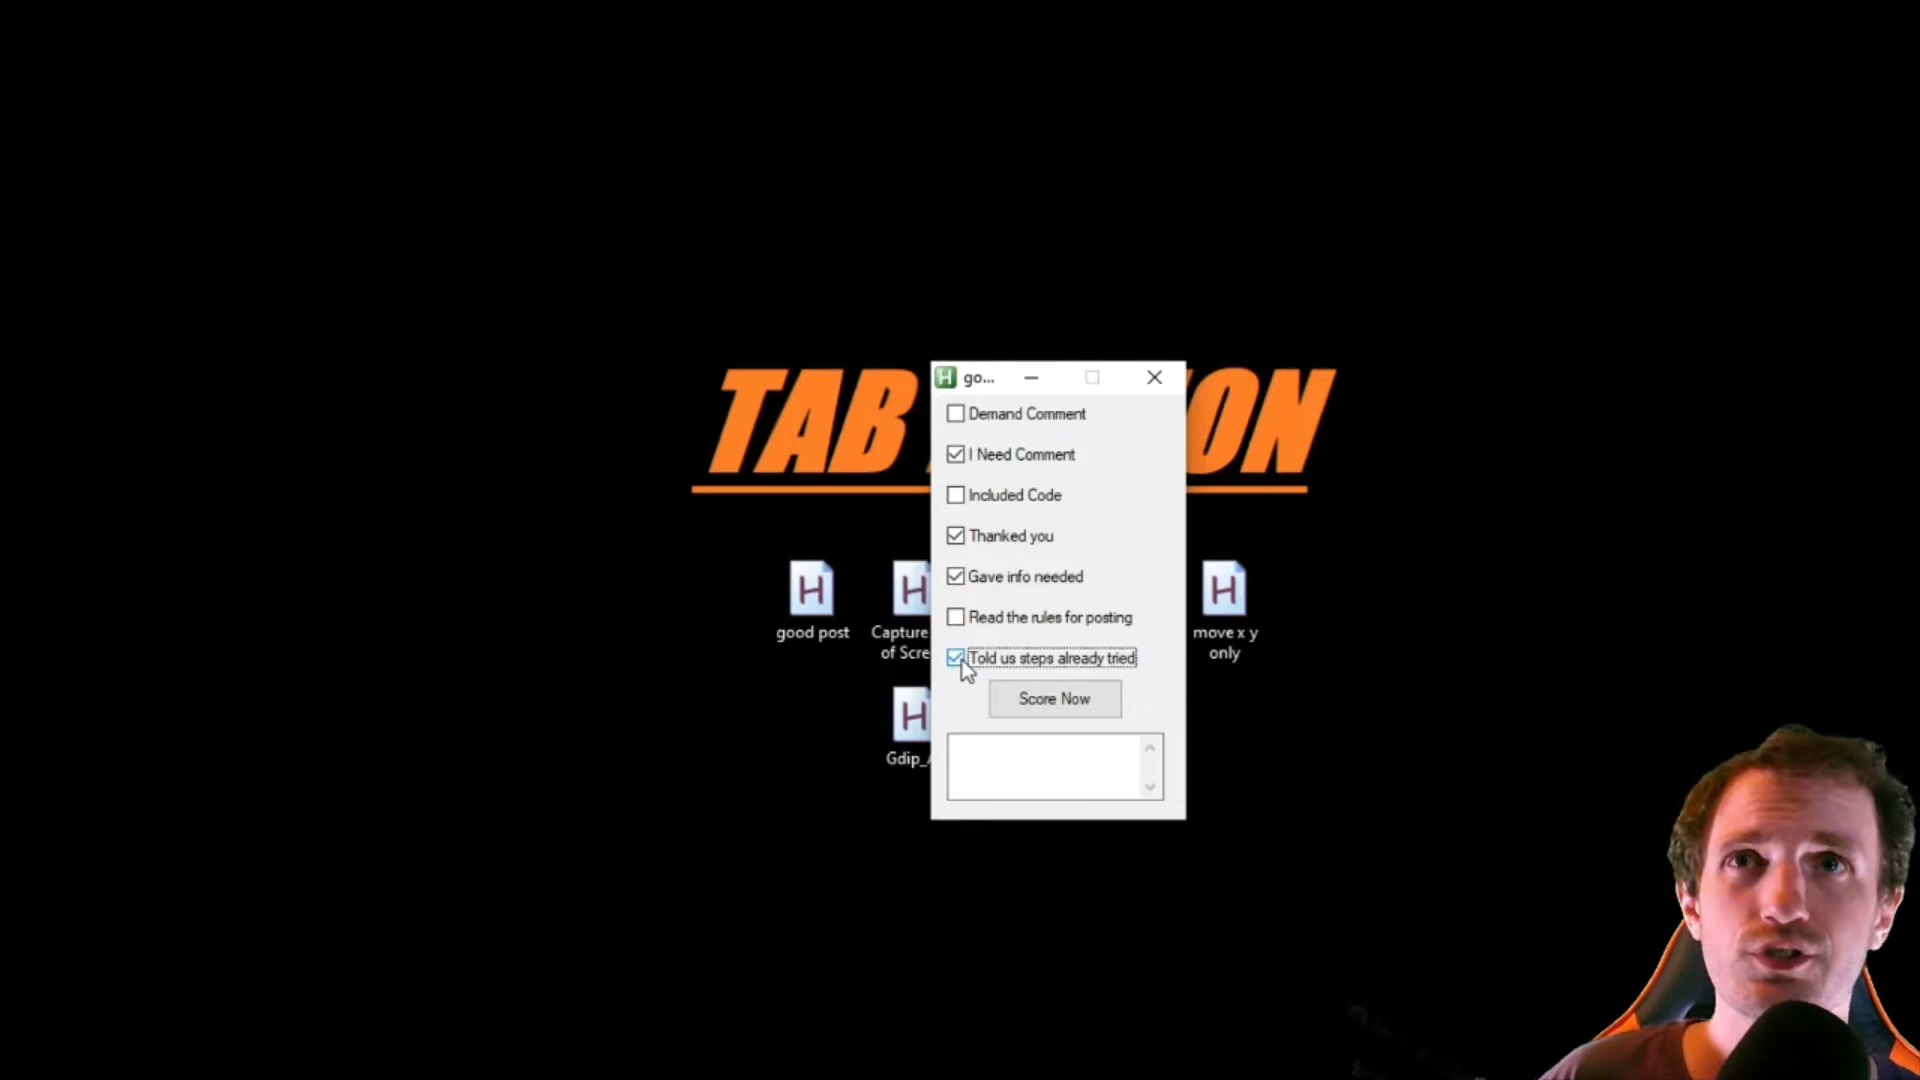 TAB
ON
go...
Demand Comment
I Need Comment
Included Code
Thanked you
Gave info needed
Read the rules for posting
Told us steps already tried
Score Now
good post
Capture
of Scre
move x y
only
Gdip_